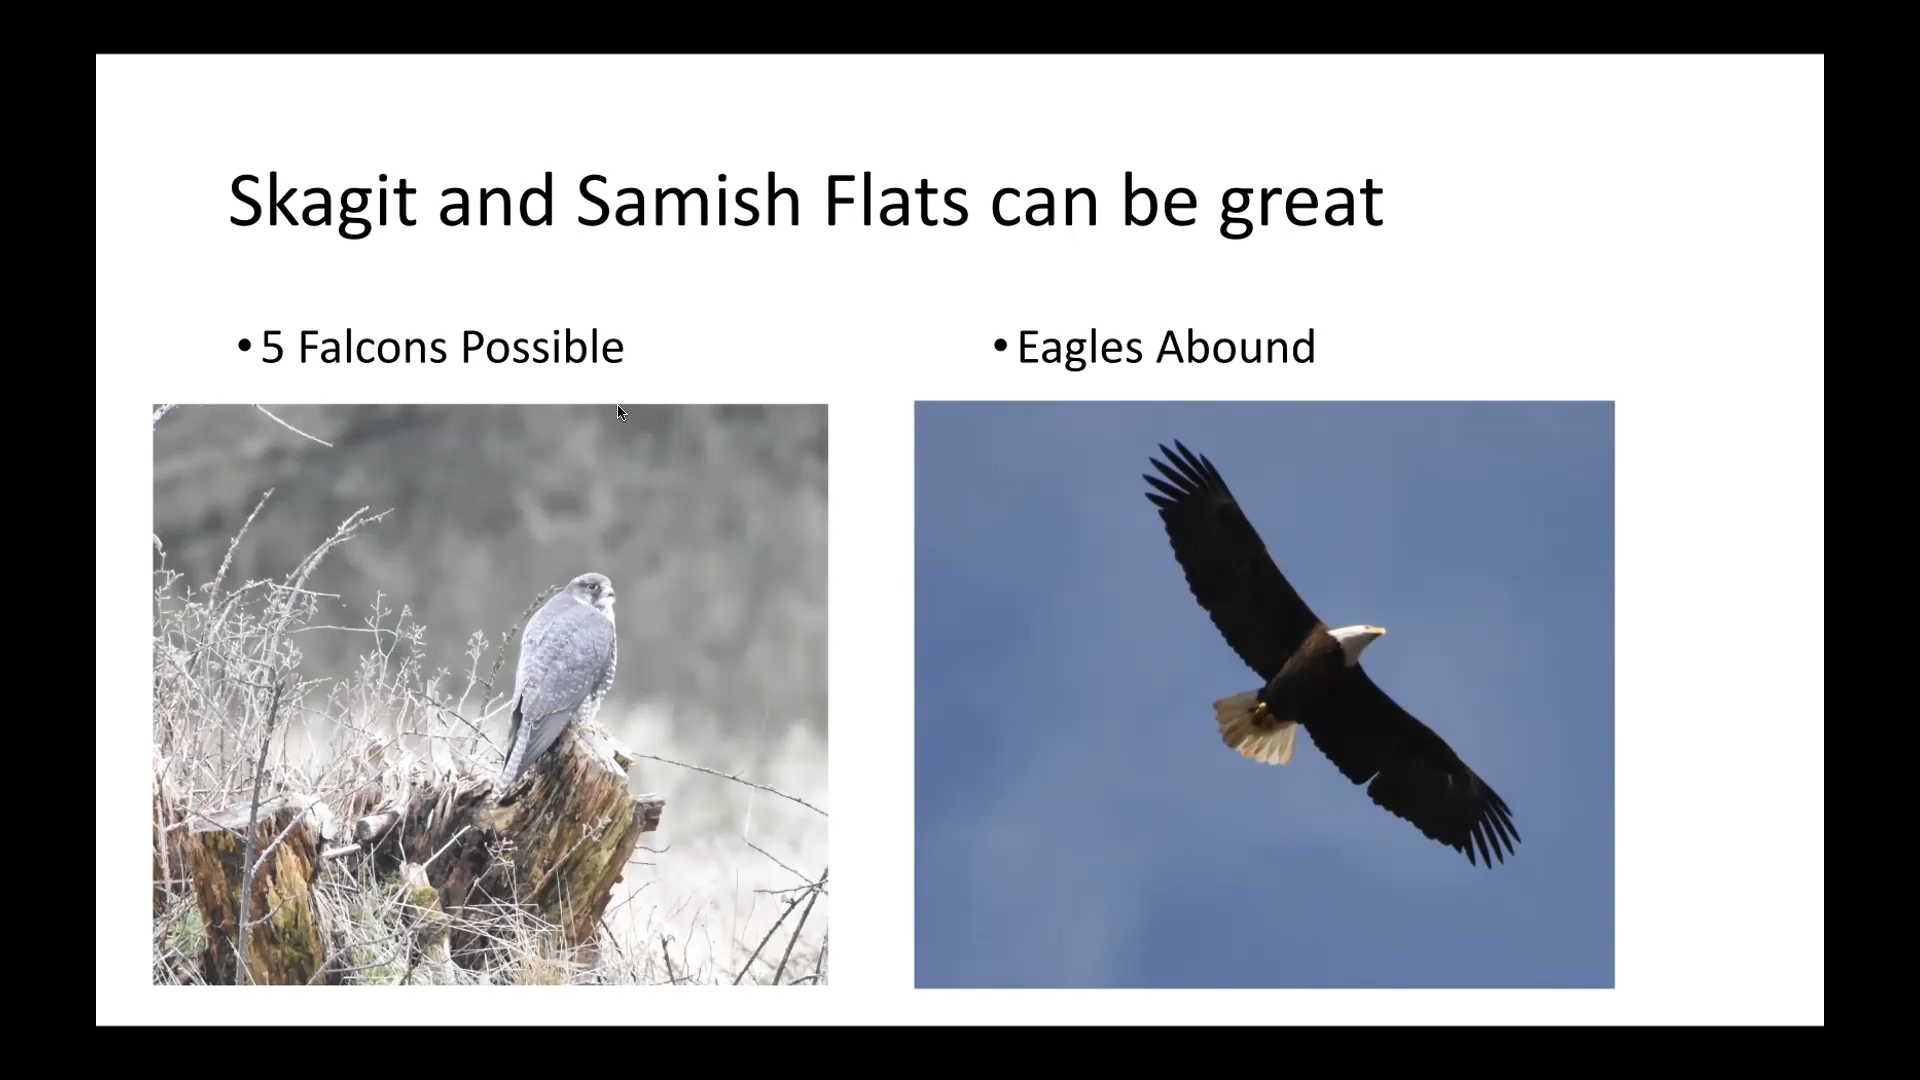 Skagit and Samish Flats can be great
• 5 Falcons Possible
• Eagles Abound